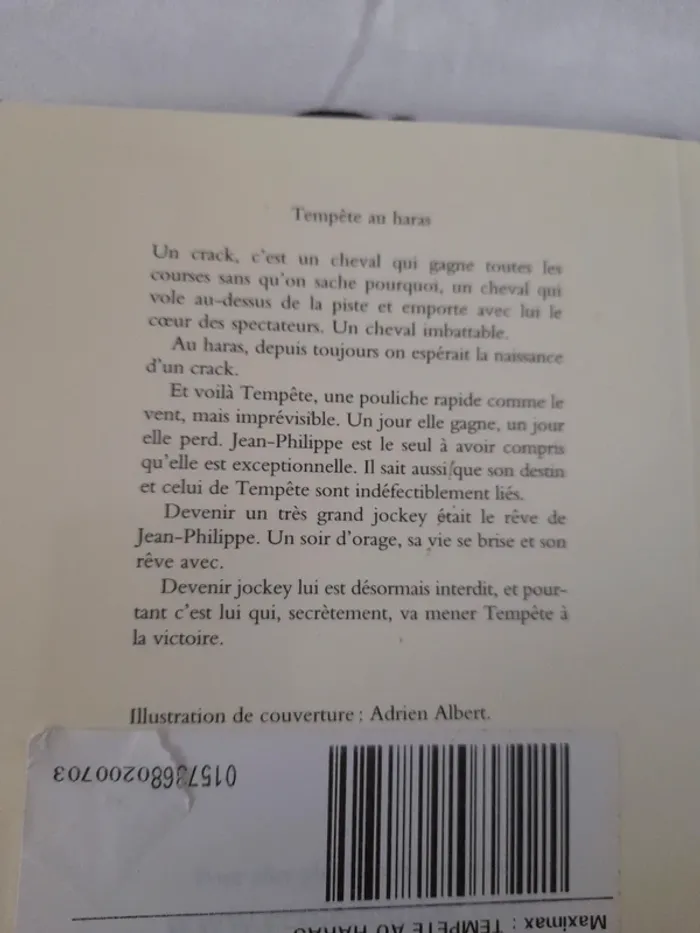 Tempête au haras
Un crack, c'est un cheval qui gagne toutes les
courses sans qu'on sache pourquoi, un cheval qui
vole au-dessus de la piste et emporte avec lui le
cœur des spectateurs. Un cheval imbattable.
Au haras, depuis toujours on espérait la naissance
d'un crack.
Et voilà Tempête, une pouliche rapide comme le
vent, mais imprévisible. Un jour elle gagne, un jour
elle perd. Jean-Philippe est le seul à avoir compris
qu'elle est exceptionnelle. Il sait aussi que son destin
et celui de Tempête sont indéfectiblement liés.
Devenir un très grand jockey était le rêve de
Jean-Philippe. Un soir d'orage, sa vie se brise et son
rêve avec.
Devenir jockey lui est désormais interdit, et pour-
tant c'est lui qui, secrètement, va mener Tempête à
la victoire.
Illustration de couverture : Adrien Albert.
01573680200703
Maximax : TEMPETE AU HARAS